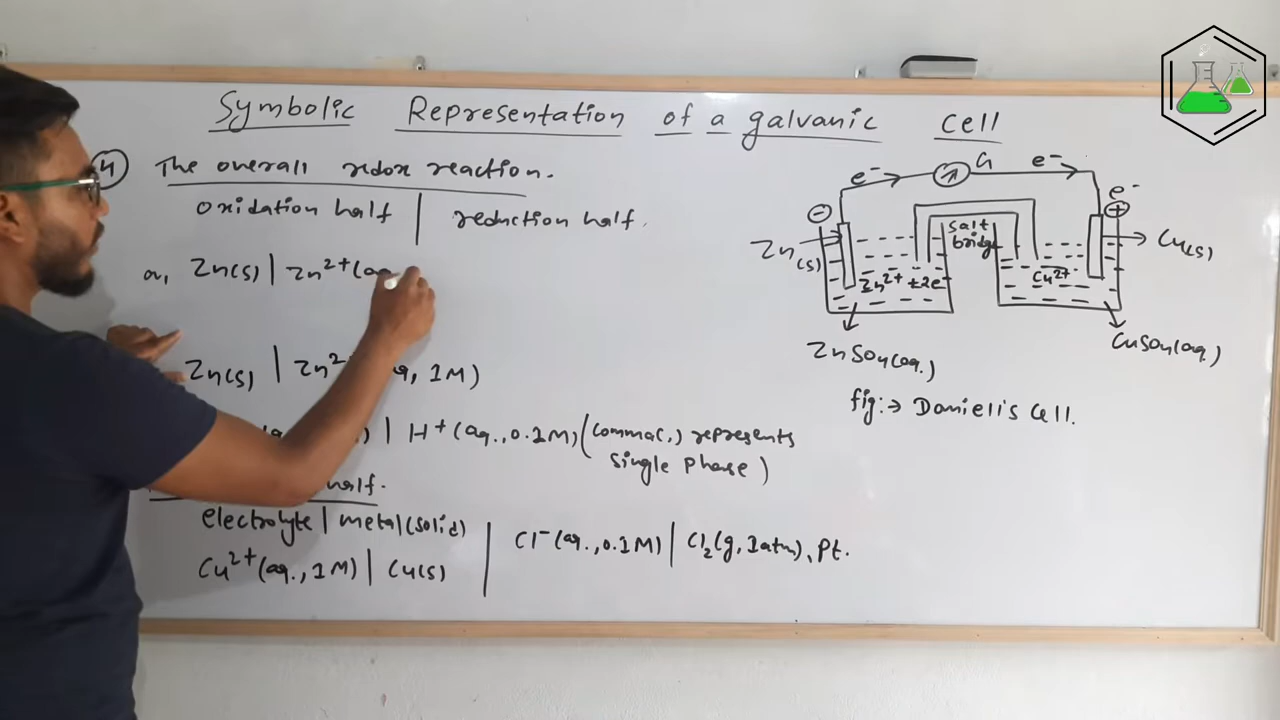 Symbolic Representation of a galvanic cell
4 The overall redox reaction.
oxidation half | reduction half.
or, Zn(s) | Zn²⁺(aq
Zn(s) | Zn² q, 1M)
) | H⁺(aq., 0.1M) (comma(,) represents
single phase)
half.
electrolyte | metal(solid)
Cu²⁺(aq., 1M) | Cu(s)
Cl⁻(aq., 0.1M) | Cl₂(g, 1atm), Pt.
e⁻ G e⁻
e⁻
− +
Zn(s)
salt
bridge
Cu(s)
Zn²⁺ +2e⁻
Cu²⁺
ZnSO₄(aq.)
CuSO₄(aq.)
fig:→ Daniell's Cell.